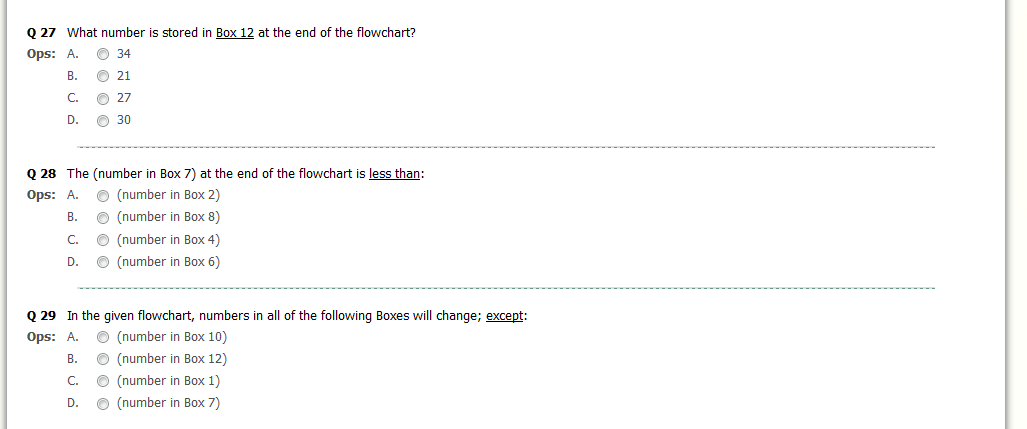 Q 27 What number is stored in Box 12 at the end of the flowchart?
Ops: A. 34
B. 21
C. 27
D. 30
Q 28 The (number in Box 7) at the end of the flowchart is less than:
Ops: A. (number in Box 2)
B. (number in Box 8)
C. (number in Box 4)
D. (number in Box 6)
Q 29 In the given flowchart, numbers in all of the following Boxes will change; except:
Ops: A. (number in Box 10)
B. (number in Box 12)
C. (number in Box 1)
D. (number in Box 7)